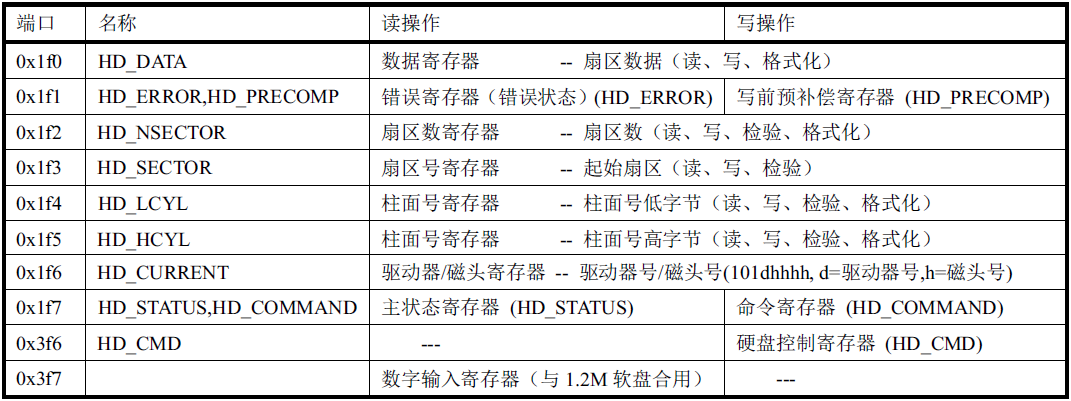 端口 名称 读操作 写操作
0x1f0 HD_DATA 数据寄存器 -- 扇区数据（读、写、格式化）
0x1f1 HD_ERROR,HD_PRECOMP 错误寄存器（错误状态）(HD_ERROR) 写前预补偿寄存器 (HD_PRECOMP)
0x1f2 HD_NSECTOR 扇区数寄存器 -- 扇区数（读、写、检验、格式化）
0x1f3 HD_SECTOR 扇区号寄存器 -- 起始扇区（读、写、检验）
0x1f4 HD_LCYL 柱面号寄存器 -- 柱面号低字节（读、写、检验、格式化）
0x1f5 HD_HCYL 柱面号寄存器 -- 柱面号高字节（读、写、检验、格式化）
0x1f6 HD_CURRENT 驱动器/磁头寄存器 -- 驱动器号/磁头号(101dhhhh, d=驱动器号,h=磁头号)
0x1f7 HD_STATUS,HD_COMMAND 主状态寄存器 (HD_STATUS) 命令寄存器 (HD_COMMAND)
0x3f6 HD_CMD --- 硬盘控制寄存器 (HD_CMD)
0x3f7 数字输入寄存器（与 1.2M 软盘合用） ---